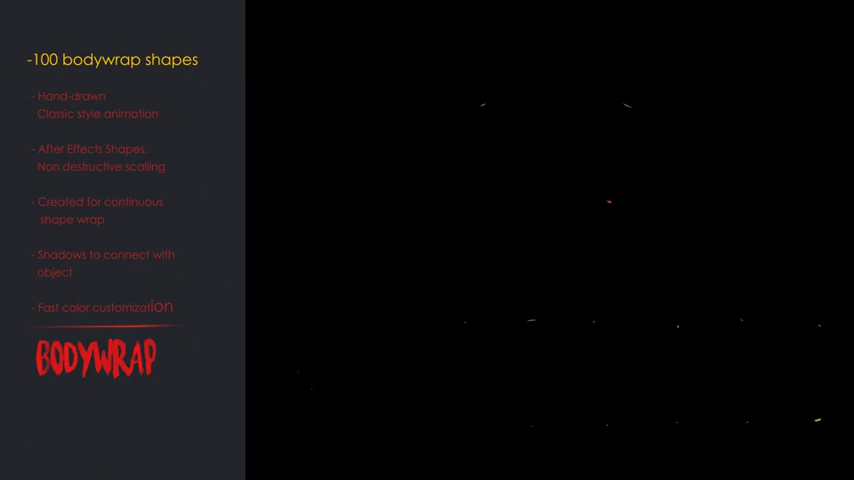 -100 bodywrap shapes
- Hand-drawn
Classic style animation
- After Effects Shapes.
Non destructive scalling
- Created for continuous
shape wrap
- Shadows to connect with
object
- Fast color customization
BODYWRAP